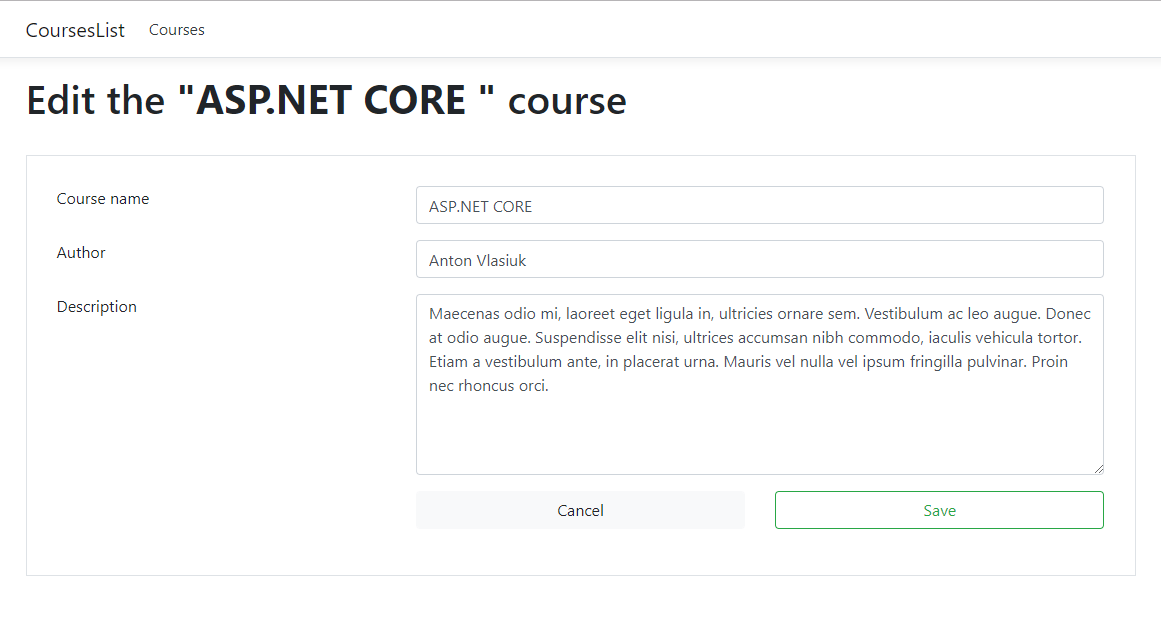 CoursesList Courses
Edit the "ASP.NET CORE " course
Course name ASP.NET CORE
Author Anton Vlasiuk
Description Maecenas odio mi, laoreet eget ligula in, ultricies ornare sem. Vestibulum ac leo augue. Donec
at odio augue. Suspendisse elit nisi, ultrices accumsan nibh commodo, iaculis vehicula tortor.
Etiam a vestibulum ante, in placerat urna. Mauris vel nulla vel ipsum fringilla pulvinar. Proin
nec rhoncus orci.
Cancel Save